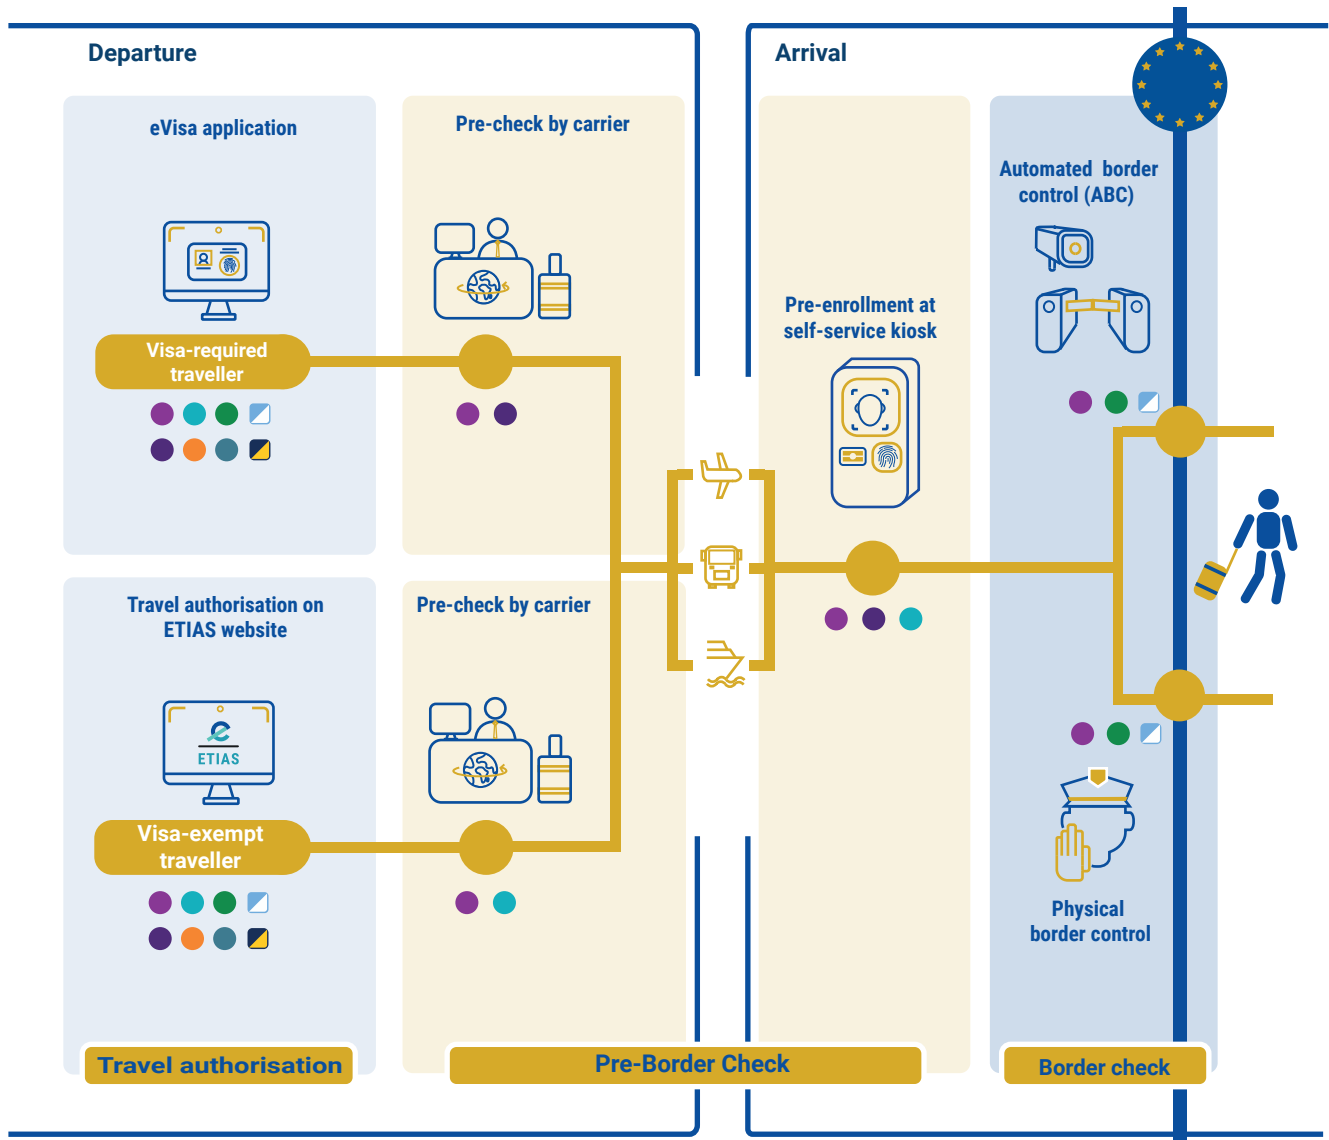 Departure
Arrival
eVisa application
Pre-check by carrier
Automated border
control (ABC)
Pre-enrollment at
self-service kiosk
Visa-required
traveller
Travel authorisation on
ETIAS website
Pre-check by carrier
ETIAS
Visa-exempt
traveller
Physical
border control
Travel authorisation
Pre-Border Check
Border check